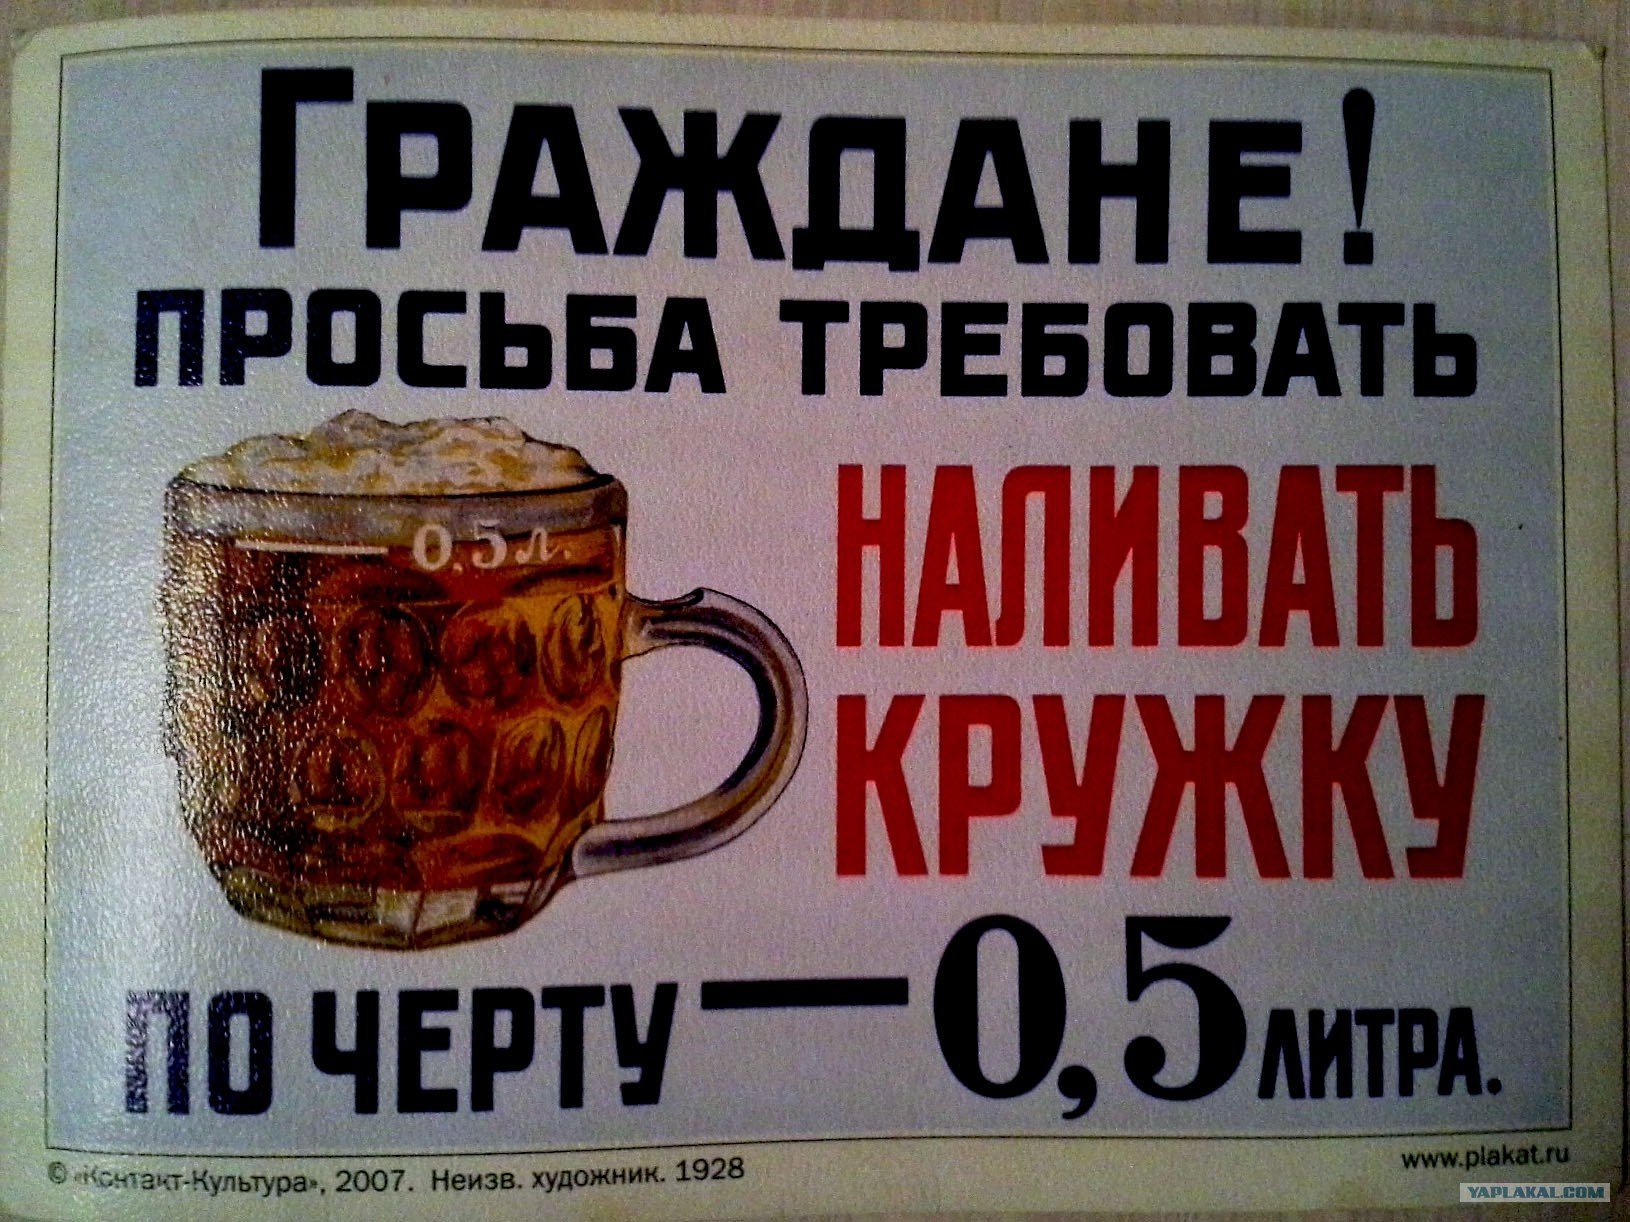 ГРАЖДАНЕ!
ПРОСЬБА ТРЕБОВАТЬ
0,5 л.
НАЛИВАТЬ
КРУЖКУ
ПО ЧЕРТУ — 0,5 ЛИТРА.
© «Контакт-Культура», 2007. Неизв. художник. 1928
www.plakat.ru
YAPLAKAL.COM